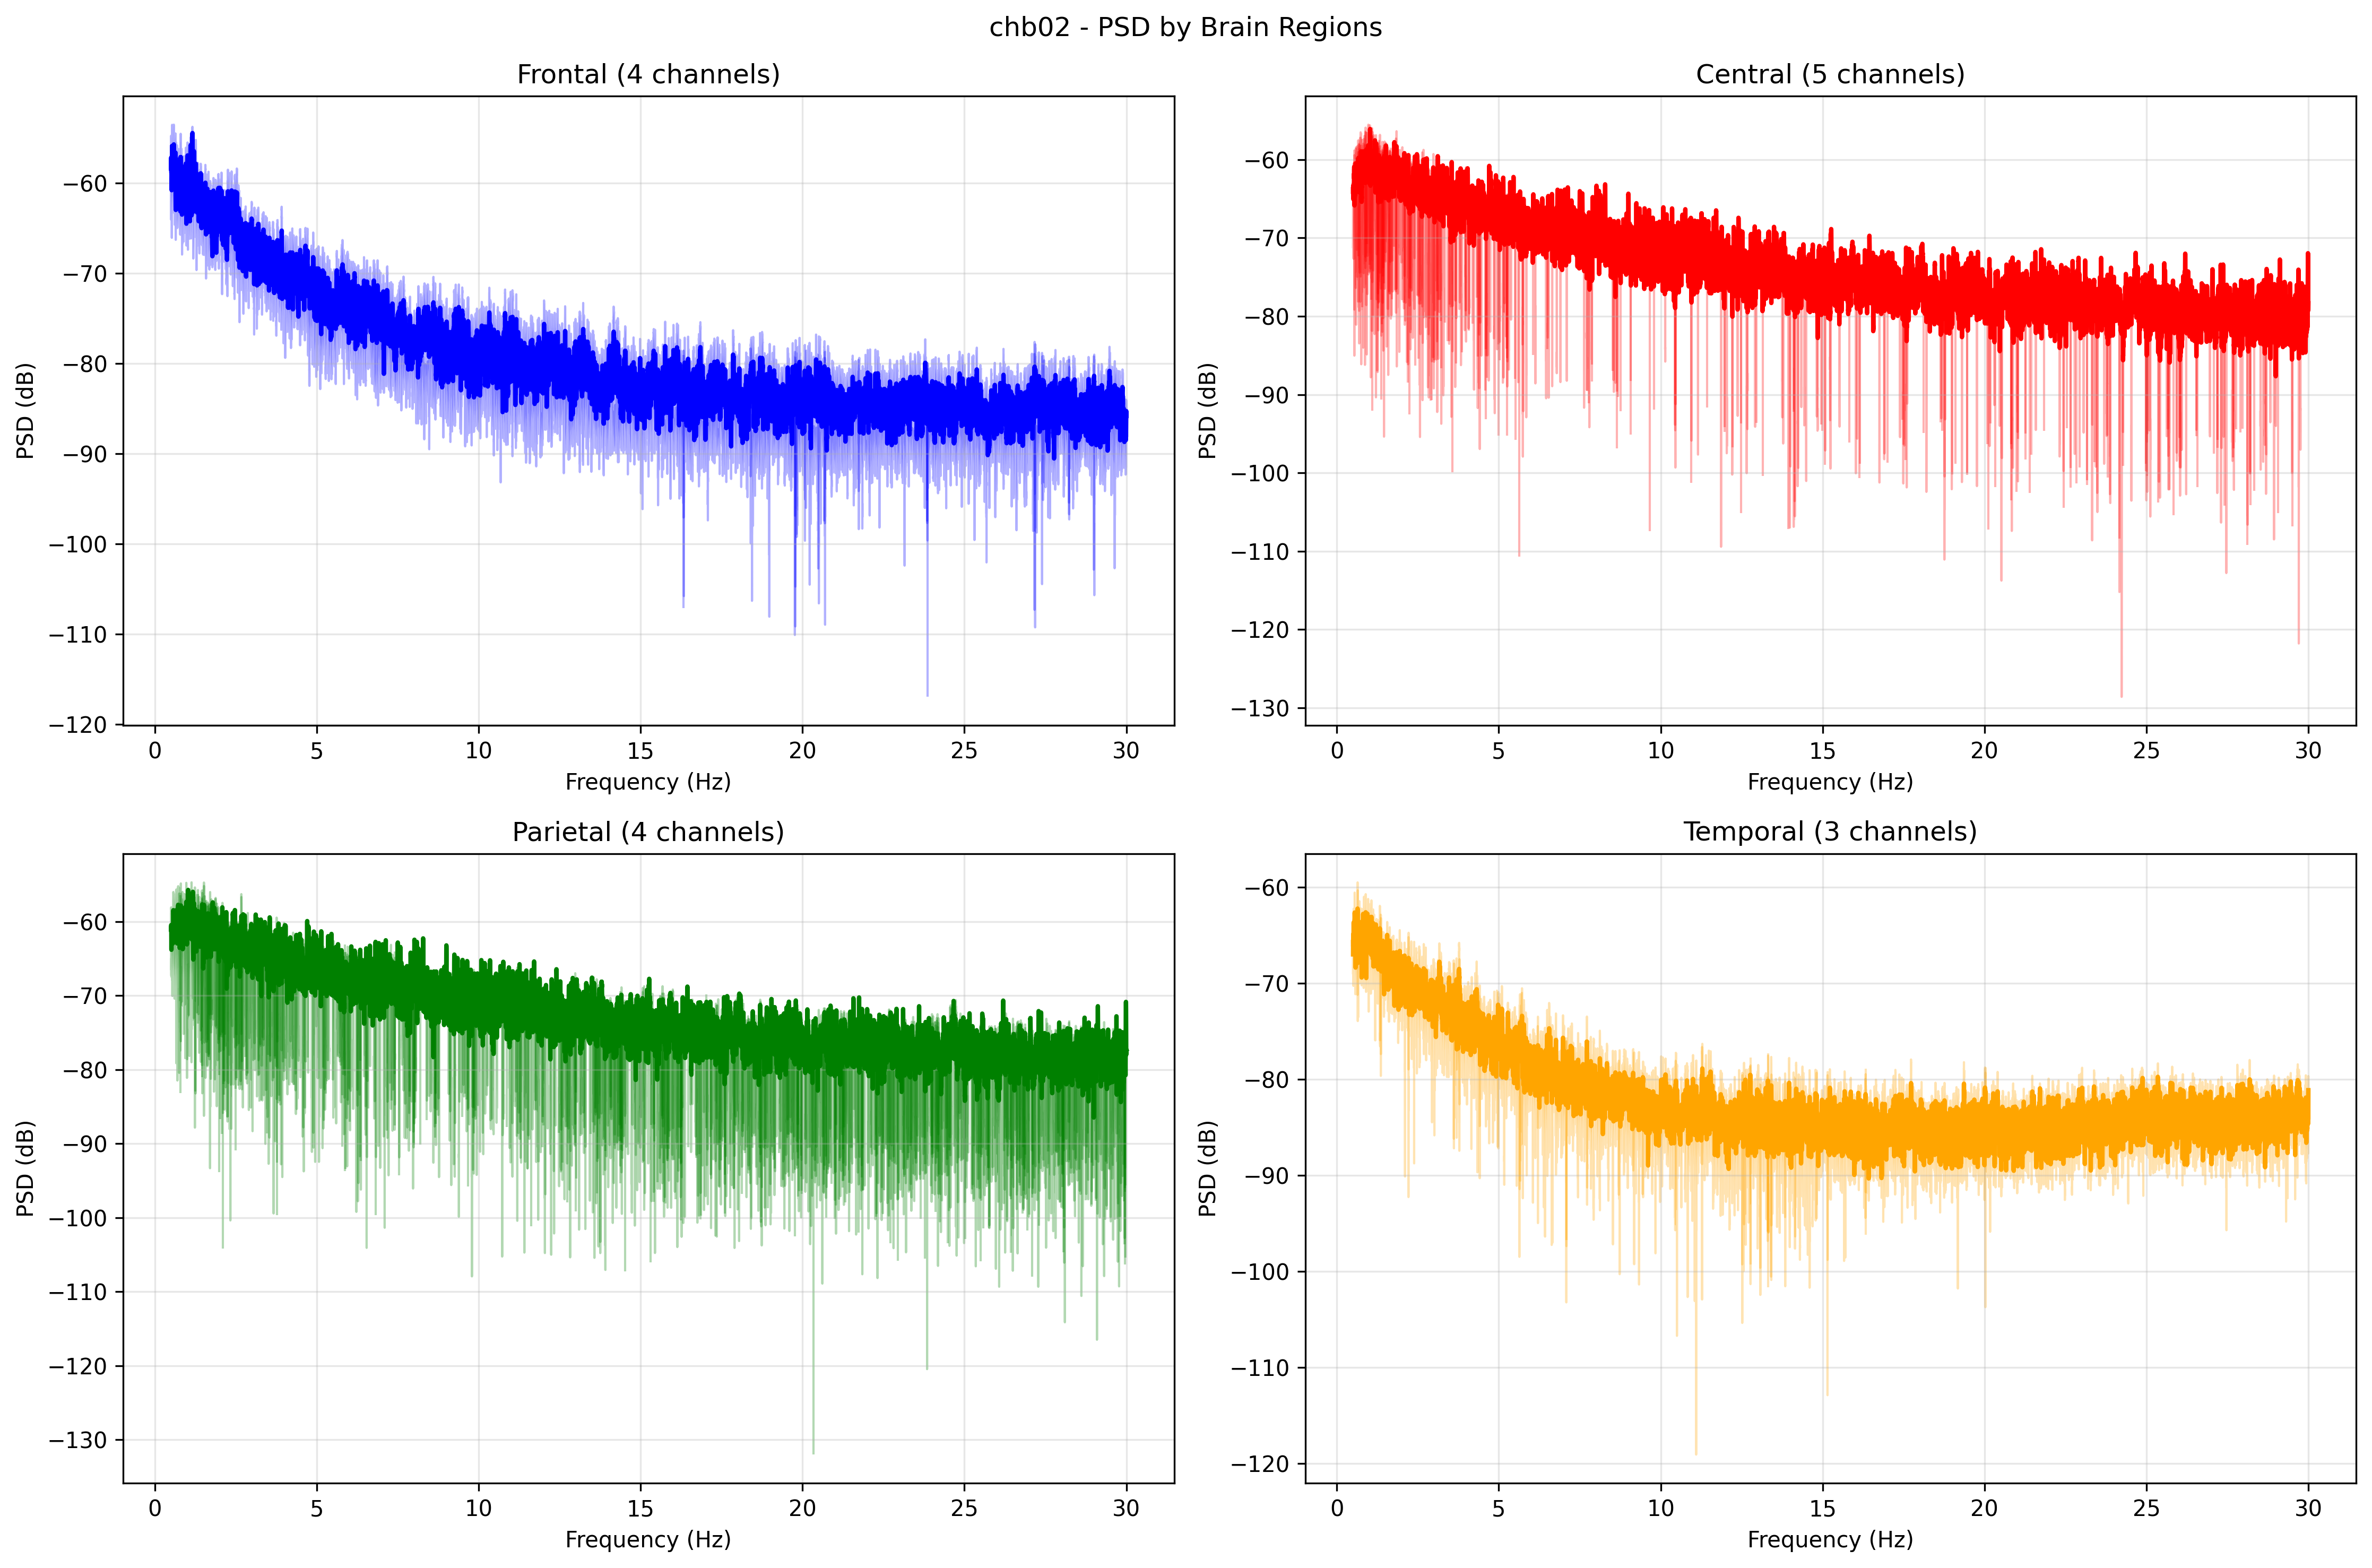 chb02 - PSD by Brain Regions
Frontal (4 channels)
PSD (dB)
−60
−70
−80
−90
−100
−110
−120
0 5 10 15 20 25 30
Frequency (Hz)
Central (5 channels)
PSD (dB)
−60
−70
−80
−90
−100
−110
−120
−130
0 5 10 15 20 25 30
Frequency (Hz)
Parietal (4 channels)
PSD (dB)
−60
−70
−80
−90
−100
−110
−120
−130
0 5 10 15 20 25 30
Frequency (Hz)
Temporal (3 channels)
PSD (dB)
−60
−70
−80
−90
−100
−110
−120
0 5 10 15 20 25 30
Frequency (Hz)